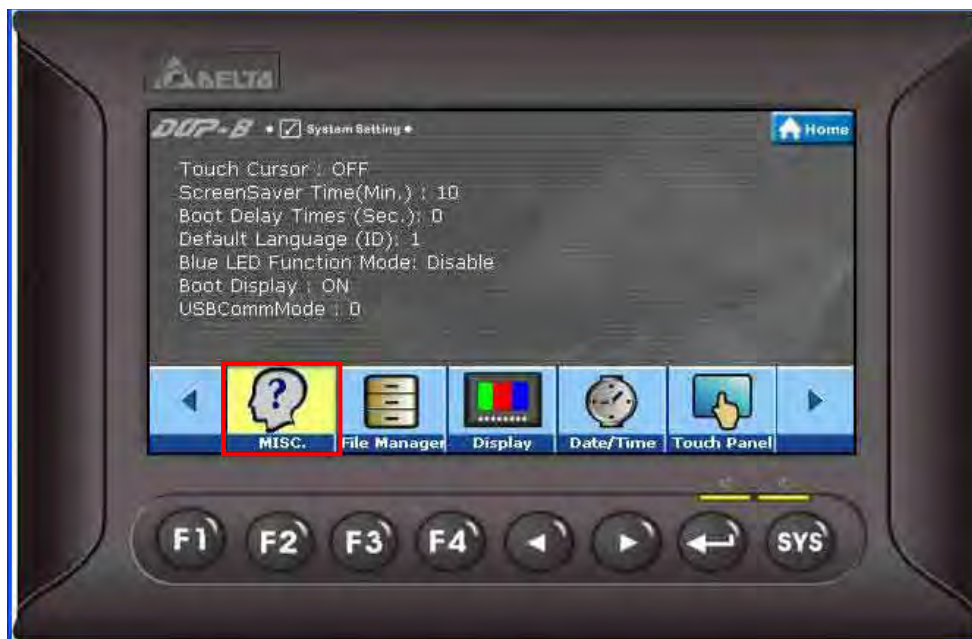 DELTA
DOP-B • System Setting • Home
Touch Cursor : OFF
ScreenSaver Time(Min.) : 10
Boot Delay Times (Sec.): 0
Default Language (ID): 1
Blue LED Function Mode: Disable
Boot Display : ON
USBCommMode : 0
MISC. File Manager Display Date/Time Touch Panel
F1 F2 F3 F4 SYS